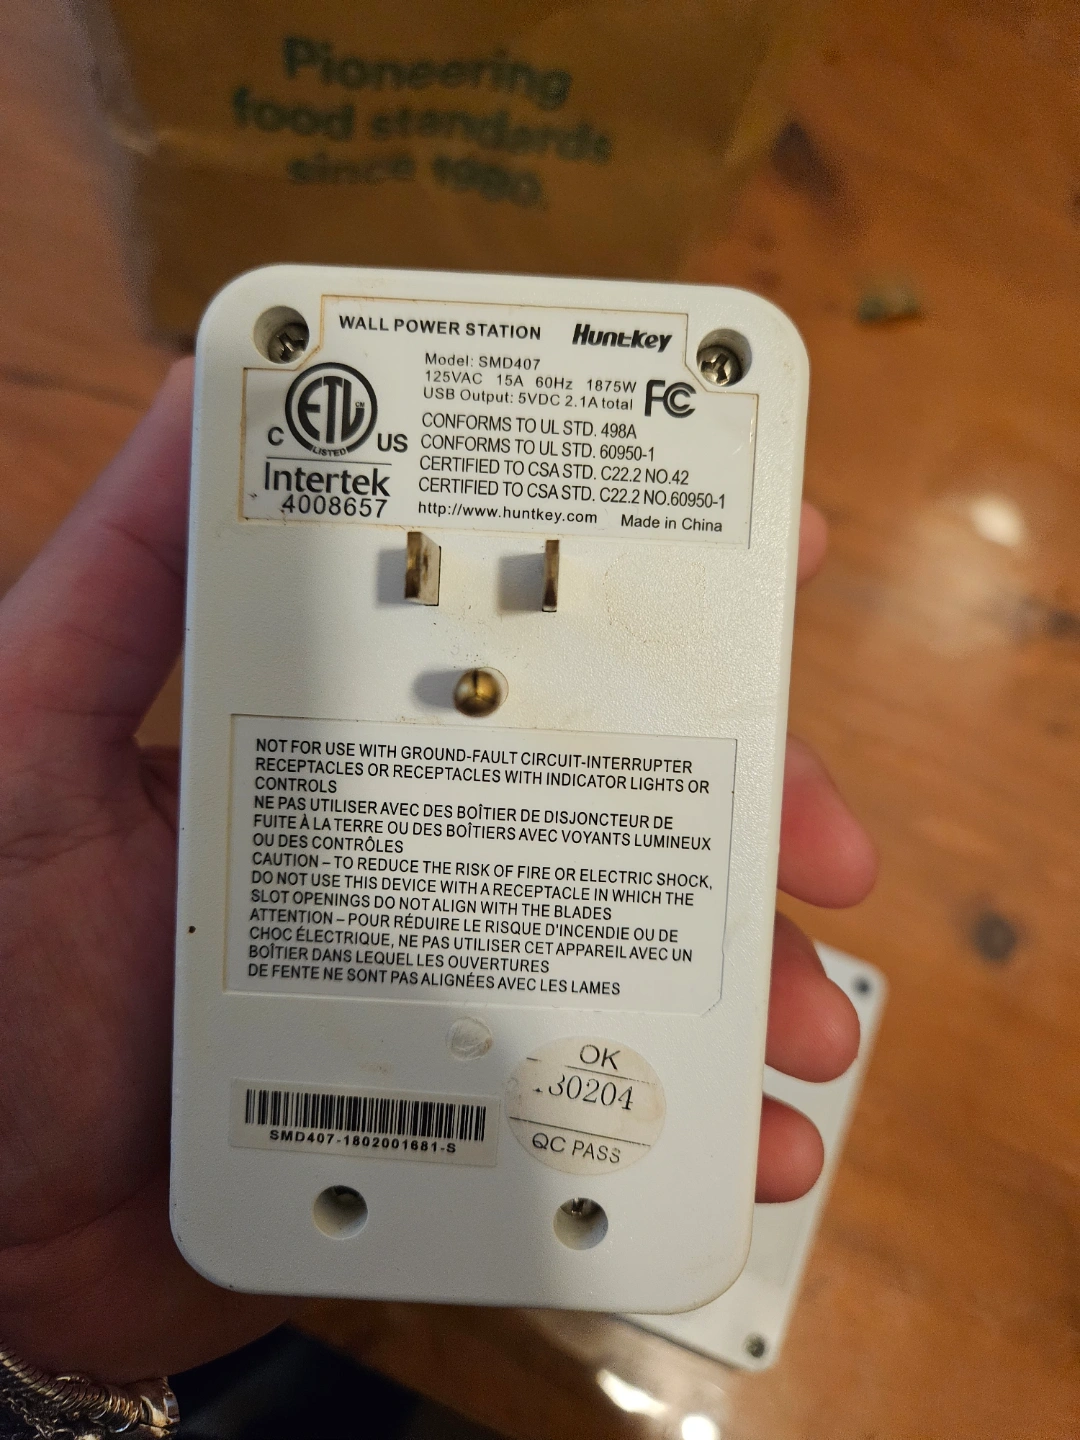 Pioneering
food standards
since 1980.
WALL POWER STATION HuntKey
Model: SMD407
125VAC 15A 60Hz 1875W FC
USB Output: 5VDC 2.1A total
CONFORMS TO UL STD. 498A
CONFORMS TO UL STD. 60950-1
CERTIFIED TO CSA STD. C22.2 NO.42
CERTIFIED TO CSA STD. C22.2 NO.60950-1
http://www.huntkey.com Made in China
ETL CM
LISTED
C US
Intertek
4008657
NOT FOR USE WITH GROUND-FAULT CIRCUIT-INTERRUPTER
RECEPTACLES OR RECEPTACLES WITH INDICATOR LIGHTS OR
CONTROLS
NE PAS UTILISER AVEC DES BOÎTIER DE DISJONCTEUR DE
FUITE À LA TERRE OU DES BOÎTIERS AVEC VOYANTS LUMINEUX
OU DES CONTRÔLES
CAUTION – TO REDUCE THE RISK OF FIRE OR ELECTRIC SHOCK,
DO NOT USE THIS DEVICE WITH A RECEPTACLE IN WHICH THE
SLOT OPENINGS DO NOT ALIGN WITH THE BLADES
ATTENTION – POUR RÉDUIRE LE RISQUE D'INCENDIE OU DE
CHOC ÉLECTRIQUE, NE PAS UTILISER CET APPAREIL AVEC UN
BOÎTIER DANS LEQUEL LES OUVERTURES
DE FENTE NE SONT PAS ALIGNÉES AVEC LES LAMES
SMD407-1802001681-S
OK
30204
QC PASS